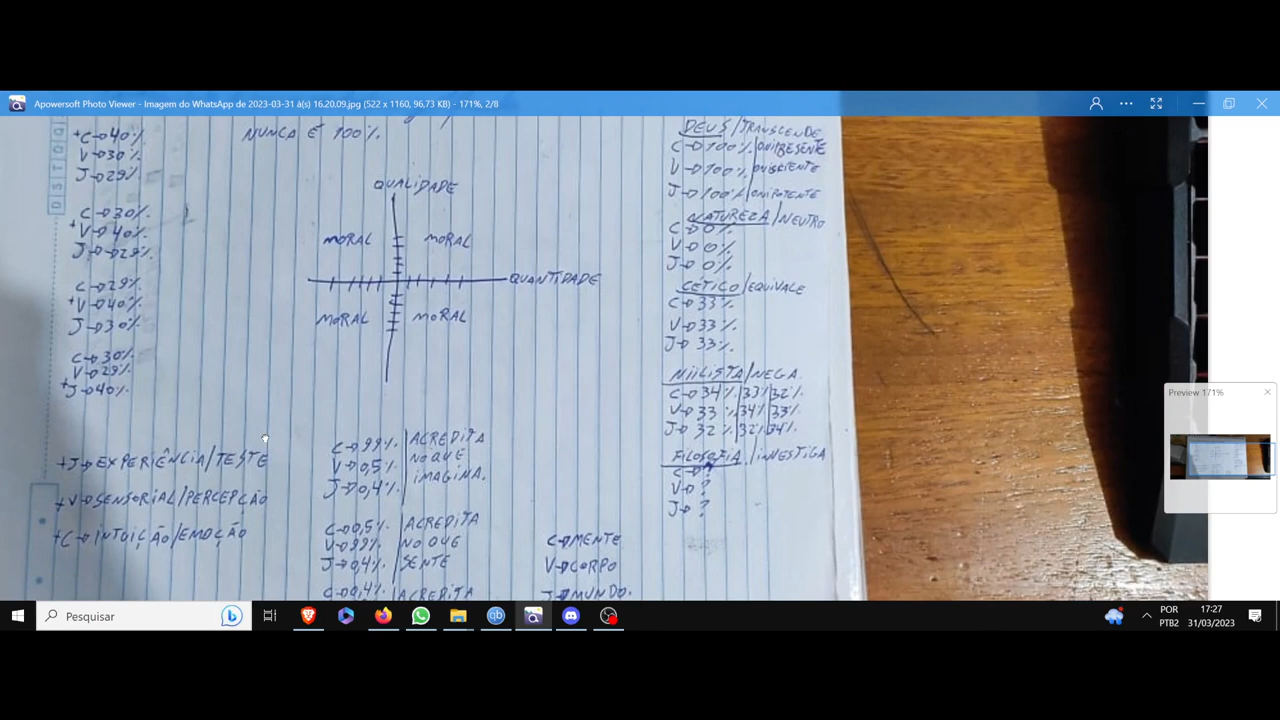 Apowersoft Photo Viewer - Imagem do WhatsApp de 2023-03-31 à(s) 16.20.09.jpg (522 x 1160, 96,73 KB) - 171%, 2/8
+C→40%
V→30%
J→29%
C→30%
+V→40%
J→29%
C→29%
+V→40%
J→30%
C→30%
V→29%
+J→40%
+J→EXPERIÊNCIA/TESTE
+V→SENSORIAL/PERCEPÇÃO
+C→INTUIÇÃO/EMOÇÃO
NUNCA É 100%.
QUALIDADE
MORAL MORAL
QUANTIDADE
MORAL MORAL
C→99% | ACREDITA
V→0,5% | NO QUE
J→0,4% | IMAGINA.
C→0,5% | ACREDITA
V→99% | NO QUE
J→0,4% | SENTE
C→0,4% | ACREDITA
C→MENTE
V→CORPO
J→MUNDO.
DEUS/TRANSCENDE
C→100% | ONIPRESENTE
V→100% | ONISCIENTE
J→100% | ONIPOTENTE
NATUREZA/NEUTRO
C→0%
V→0%
J→0%
CÉTICO/EQUIVALE
C→33%
V→33%
J→33%
NIILISTA/NEGA
C→34% | 33% | 32%
V→33% | 34% | 33%
J→32% | 32% | 34%
FILOSOFIA/INVESTIGA
C→?
V→?
J→?
Preview 171%
Pesquisar
POR
PTB2
17:27
31/03/2023